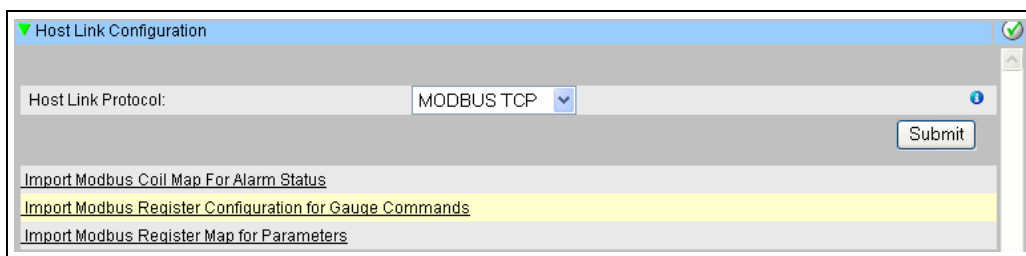 Host Link Configuration
Host Link Protocol: MODBUS TCP
Submit
Import Modbus Coil Map For Alarm Status
Import Modbus Register Configuration for Gauge Commands
Import Modbus Register Map for Parameters